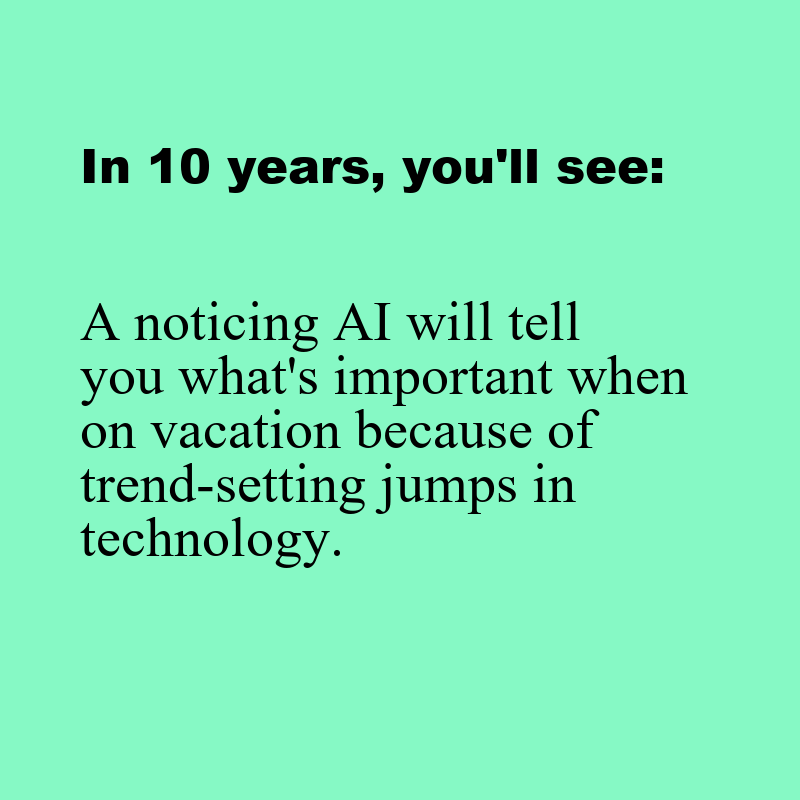 In 10 years, you'll see:
A noticing AI will tell
you what's important when
on vacation because of
trend-setting jumps in
technology.